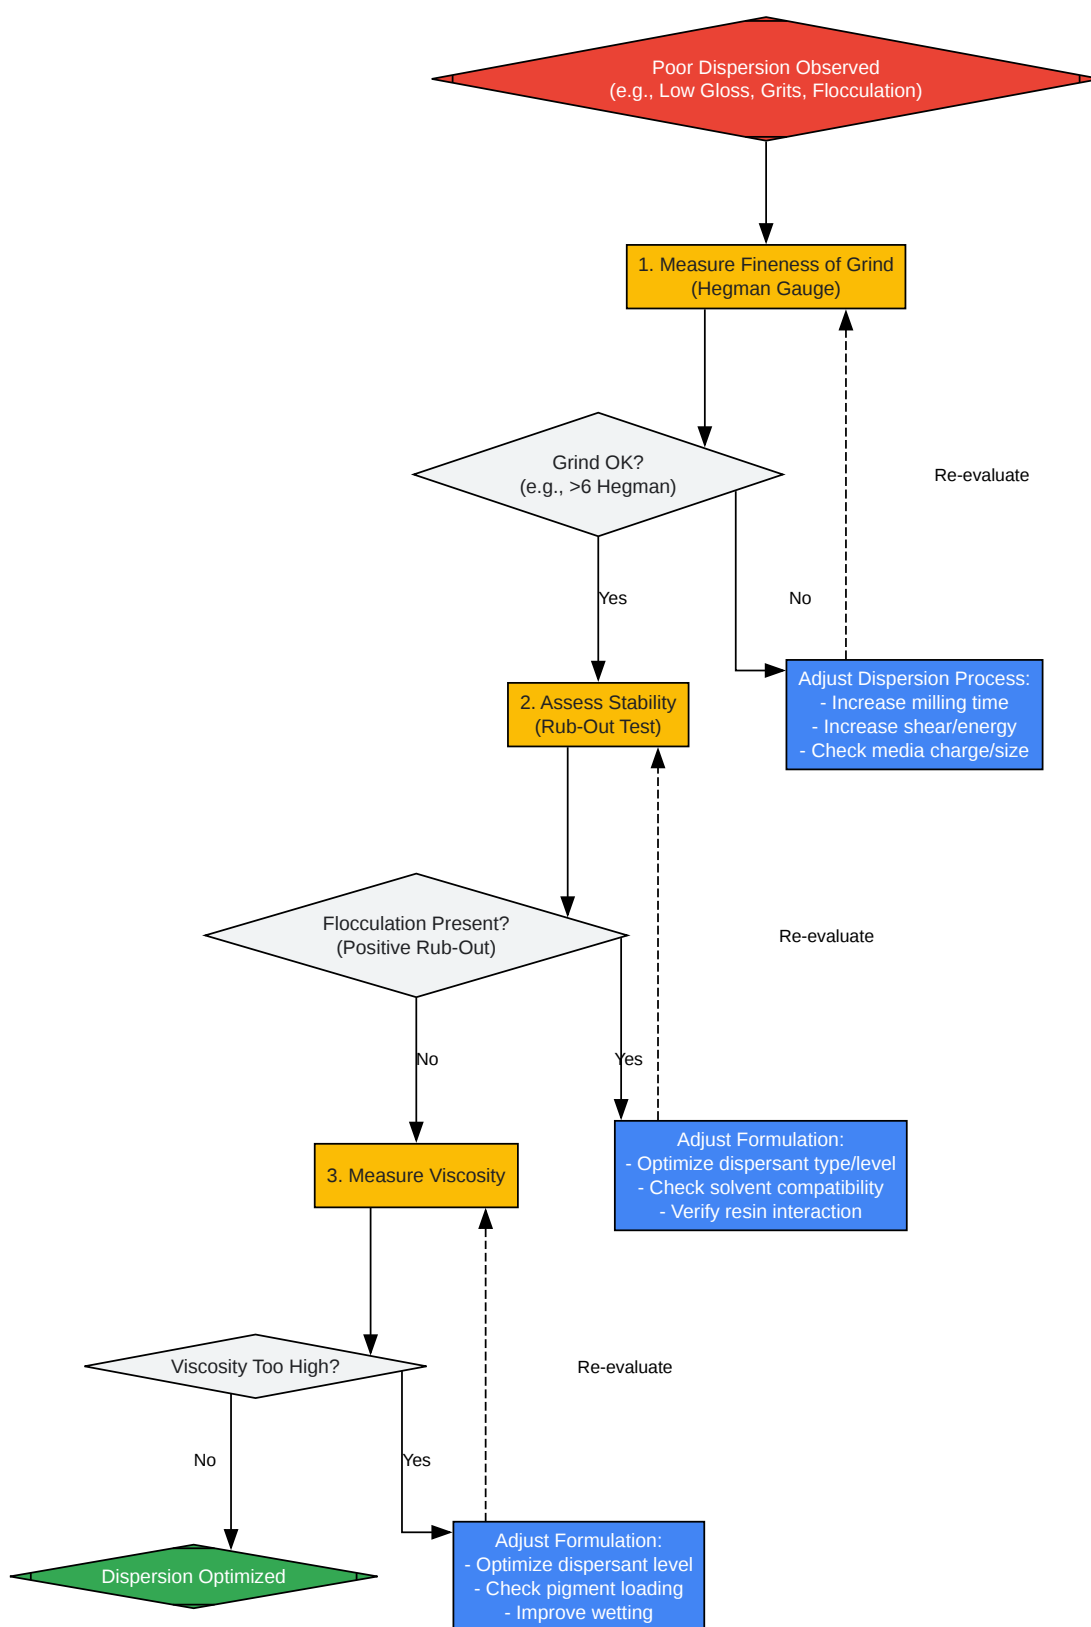 Poor Dispersion Observed
(e.g., Low Gloss, Grits, Flocculation)
1. Measure Fineness of Grind
(Hegman Gauge)
Grind OK?
(e.g., >6 Hegman)
Re-evaluate
Yes
No
Adjust Dispersion Process:
- Increase milling time
- Increase shear/energy
- Check media charge/size
2. Assess Stability
(Rub-Out Test)
Flocculation Present?
(Positive Rub-Out)
Re-evaluate
No
Yes
Adjust Formulation:
- Optimize dispersant type/level
- Check solvent compatibility
- Verify resin interaction
3. Measure Viscosity
Viscosity Too High?
Re-evaluate
No
Yes
Adjust Formulation:
- Optimize dispersant level
- Check pigment loading
- Improve wetting
Dispersion Optimized